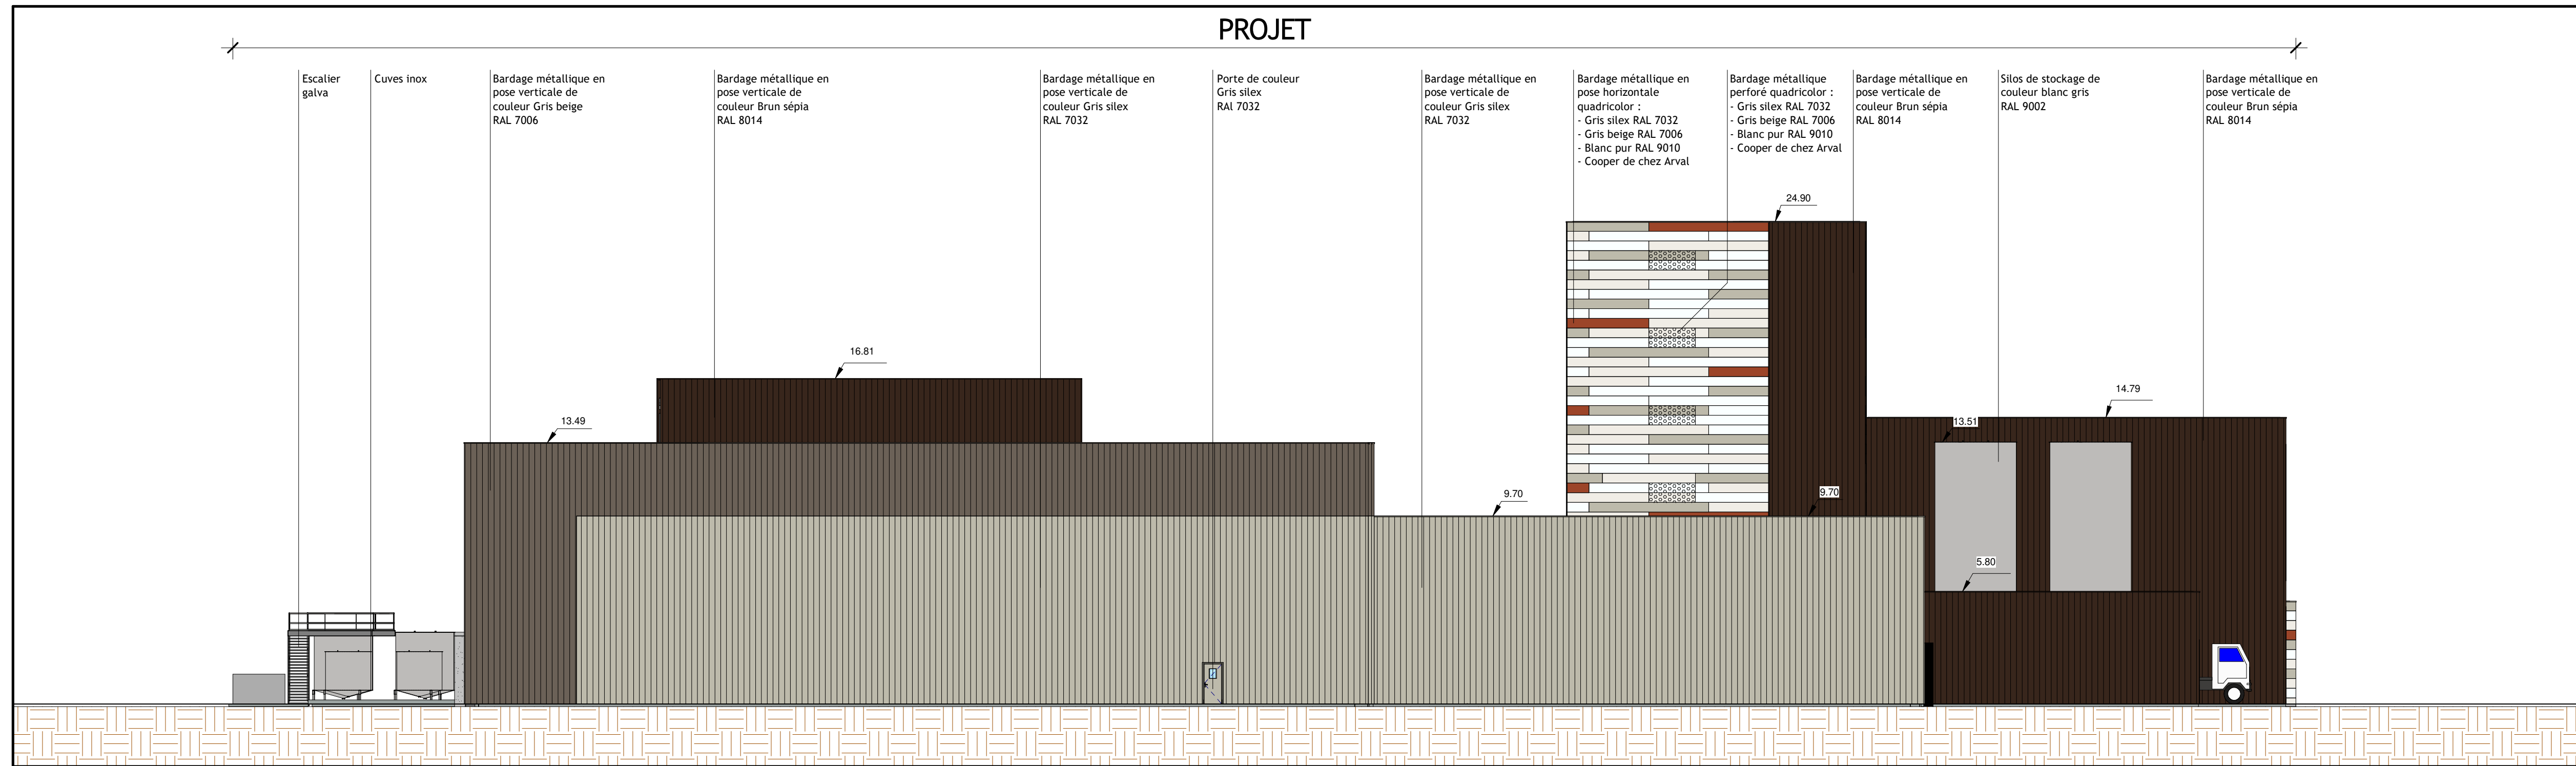 PROJET
Escalier
galva
Cuves inox
Bardage métallique en
pose verticale de
couleur Gris beige
RAL 7006
Bardage métallique en
pose verticale de
couleur Brun sépia
RAL 8014
Bardage métallique en
pose verticale de
couleur Gris silex
RAL 7032
Porte de couleur
Gris silex
RAl 7032
Bardage métallique en
pose verticale de
couleur Gris silex
RAL 7032
Bardage métallique en
pose horizontale
quadricolor :
- Gris silex RAL 7032
- Gris beige RAL 7006
- Blanc pur RAL 9010
- Cooper de chez Arval
Bardage métallique
perforé quadricolor :
- Gris silex RAL 7032
- Gris beige RAL 7006
- Blanc pur RAL 9010
- Cooper de chez Arval
Bardage métallique en
pose verticale de
couleur Brun sépia
RAL 8014
Silos de stockage de
couleur blanc gris
RAL 9002
Bardage métallique en
pose verticale de
couleur Brun sépia
RAL 8014
24.90
16.81
14.79
13.49
13.51
9.70
9.70
5.80